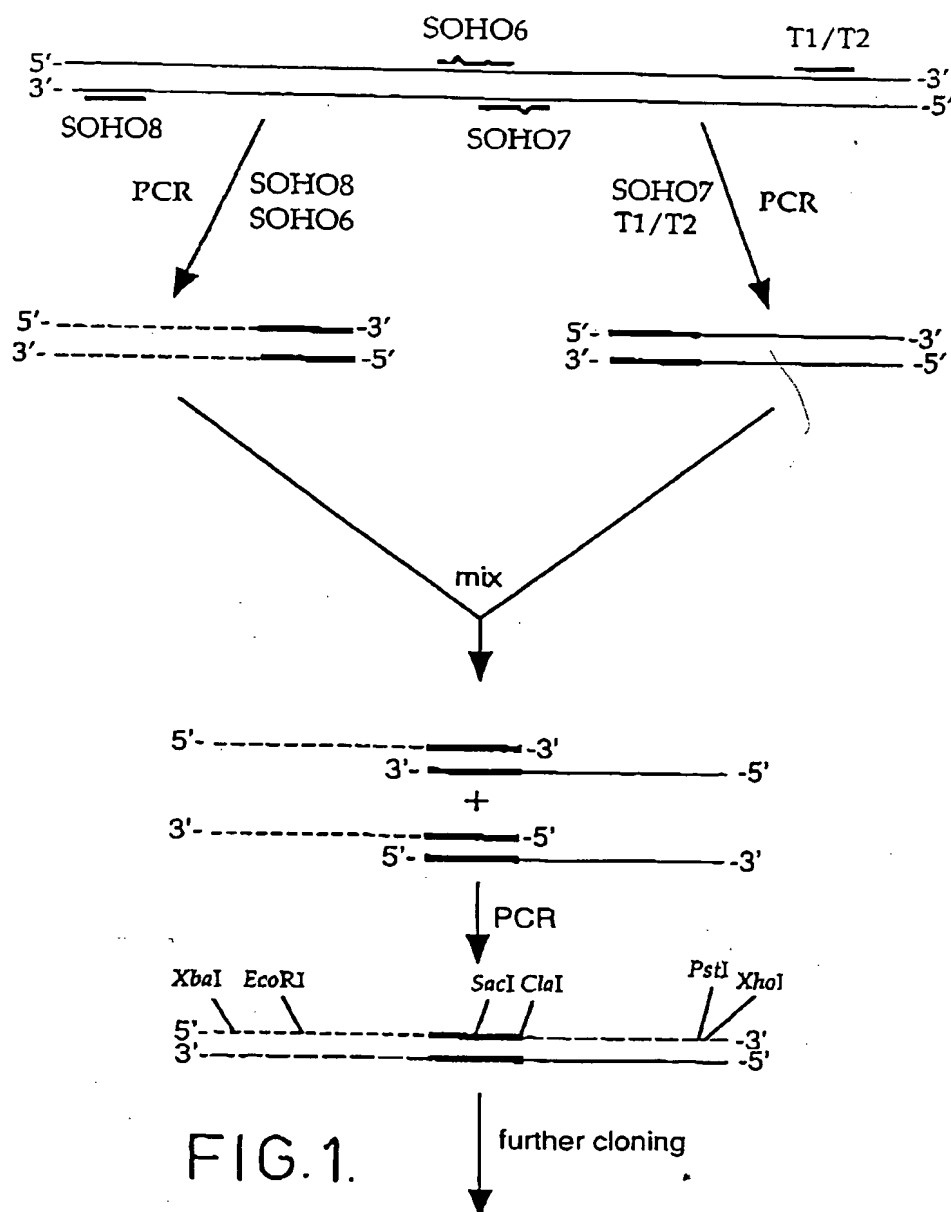 SOHO6
T1/T2
5'- -3'
3'- -5'
SOHO8
SOHO7
PCR
SOHO8
SOHO6
SOHO7
T1/T2
PCR
5'- -3'
3'- -5'
5'- -3'
3'- -5'
mix
5'- -3'
3'- -5'
+
3'- -5'
5'- -3'
PCR
XbaI EcoRI SacI ClaI PstI XhoI
5'- -3'
3'- -5'
further cloning
FIG.1.